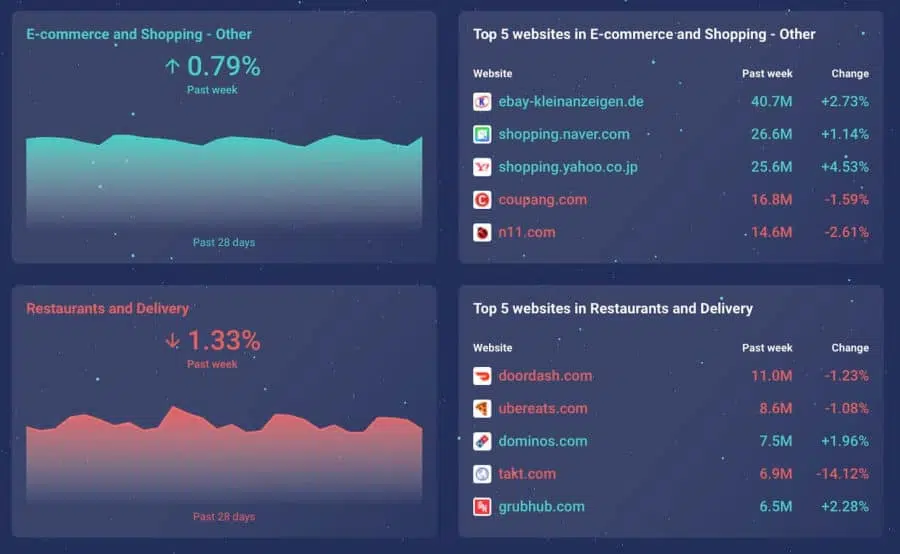 E-commerce and Shopping - Other
↑ 0.79%
Past week
Past 28 days
Top 5 websites in E-commerce and Shopping - Other
Website Past week Change
ebay-kleinanzeigen.de 40.7M +2.73%
shopping.naver.com 26.6M +1.14%
shopping.yahoo.co.jp 25.6M +4.53%
coupang.com 16.8M -1.59%
n11.com 14.6M -2.61%
Restaurants and Delivery
↓ 1.33%
Past week
Past 28 days
Top 5 websites in Restaurants and Delivery
Website Past week Change
doordash.com 11.0M -1.23%
ubereats.com 8.6M -1.08%
dominos.com 7.5M +1.96%
takt.com 6.9M -14.12%
grubhub.com 6.5M +2.28%